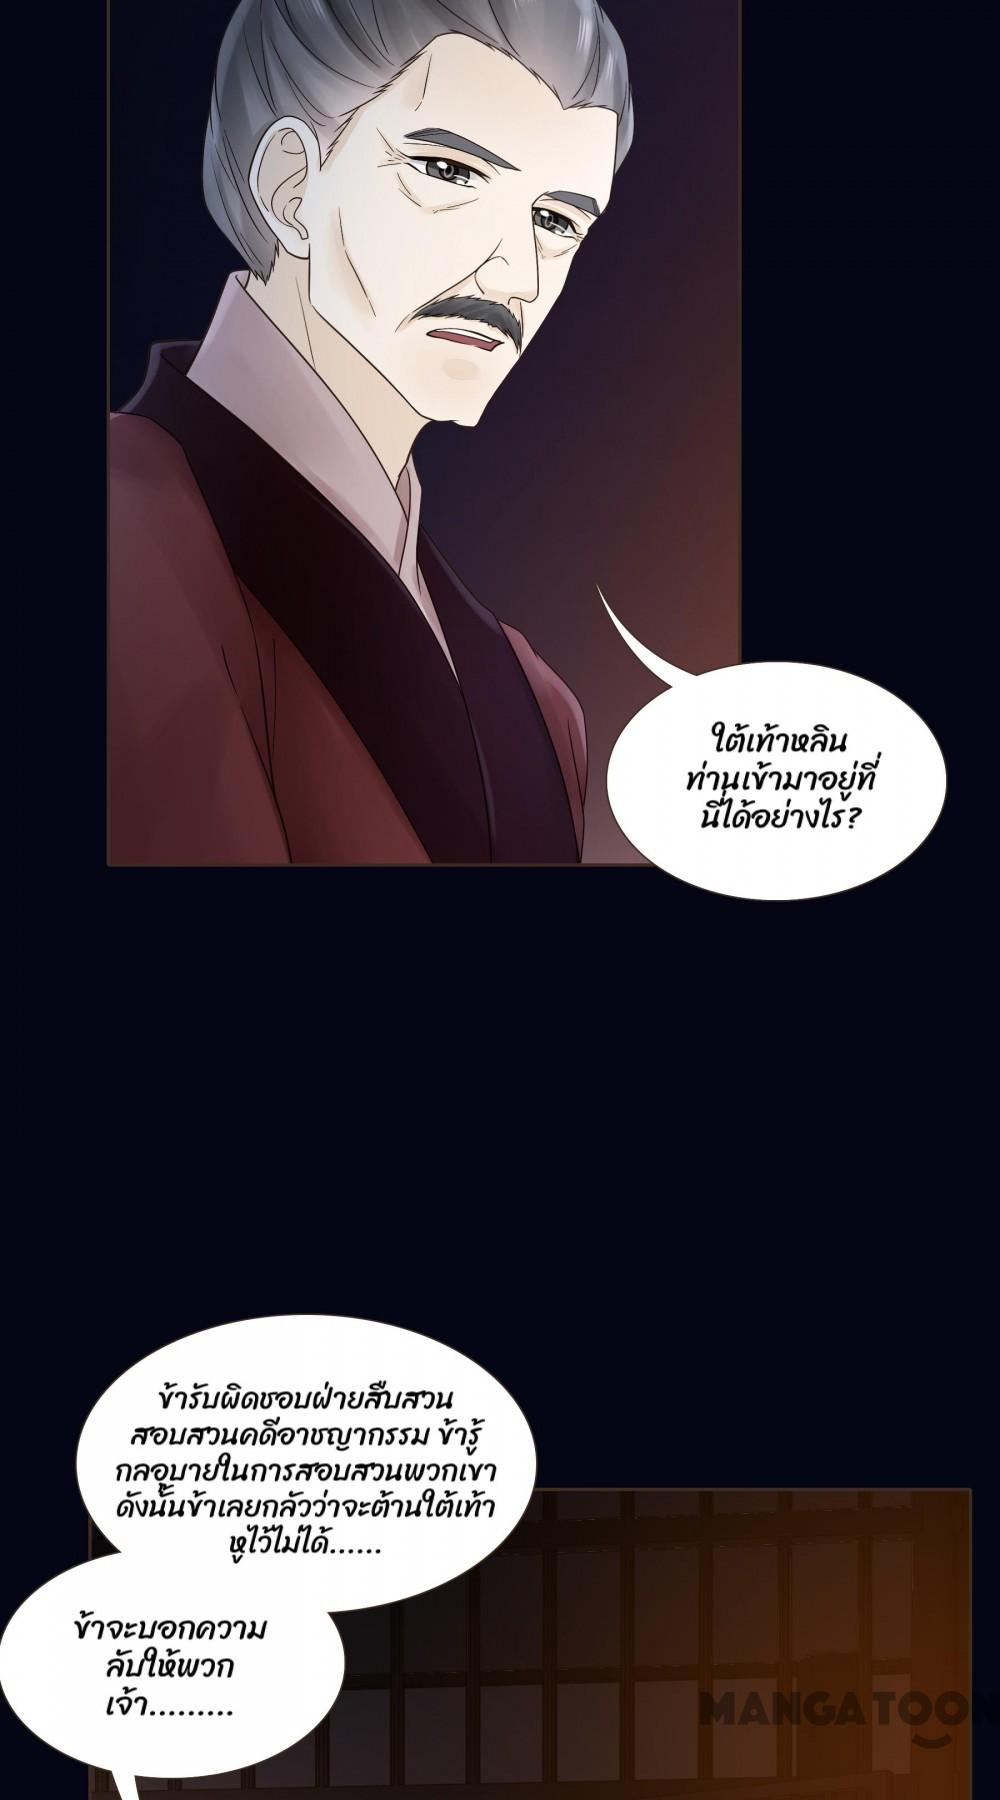 ใต้เท้าหลิน
ท่านเข้ามาอยู่ที่
นี่ได้อย่างไร?
ข้ารับผิดชอบฝ่ายสืบสวน
สอบสวนคดีอาชญากรรม ข้ารู้
กลอุบายในการสอบสวนพวกเขา
ดังนั้นข้าเลยกลัวว่าจะต้านใต้เท้า
หูไว้ไม่ได้......
ข้าจะบอกความ
ลับให้พวก
เจ้า.........
MANGATOON